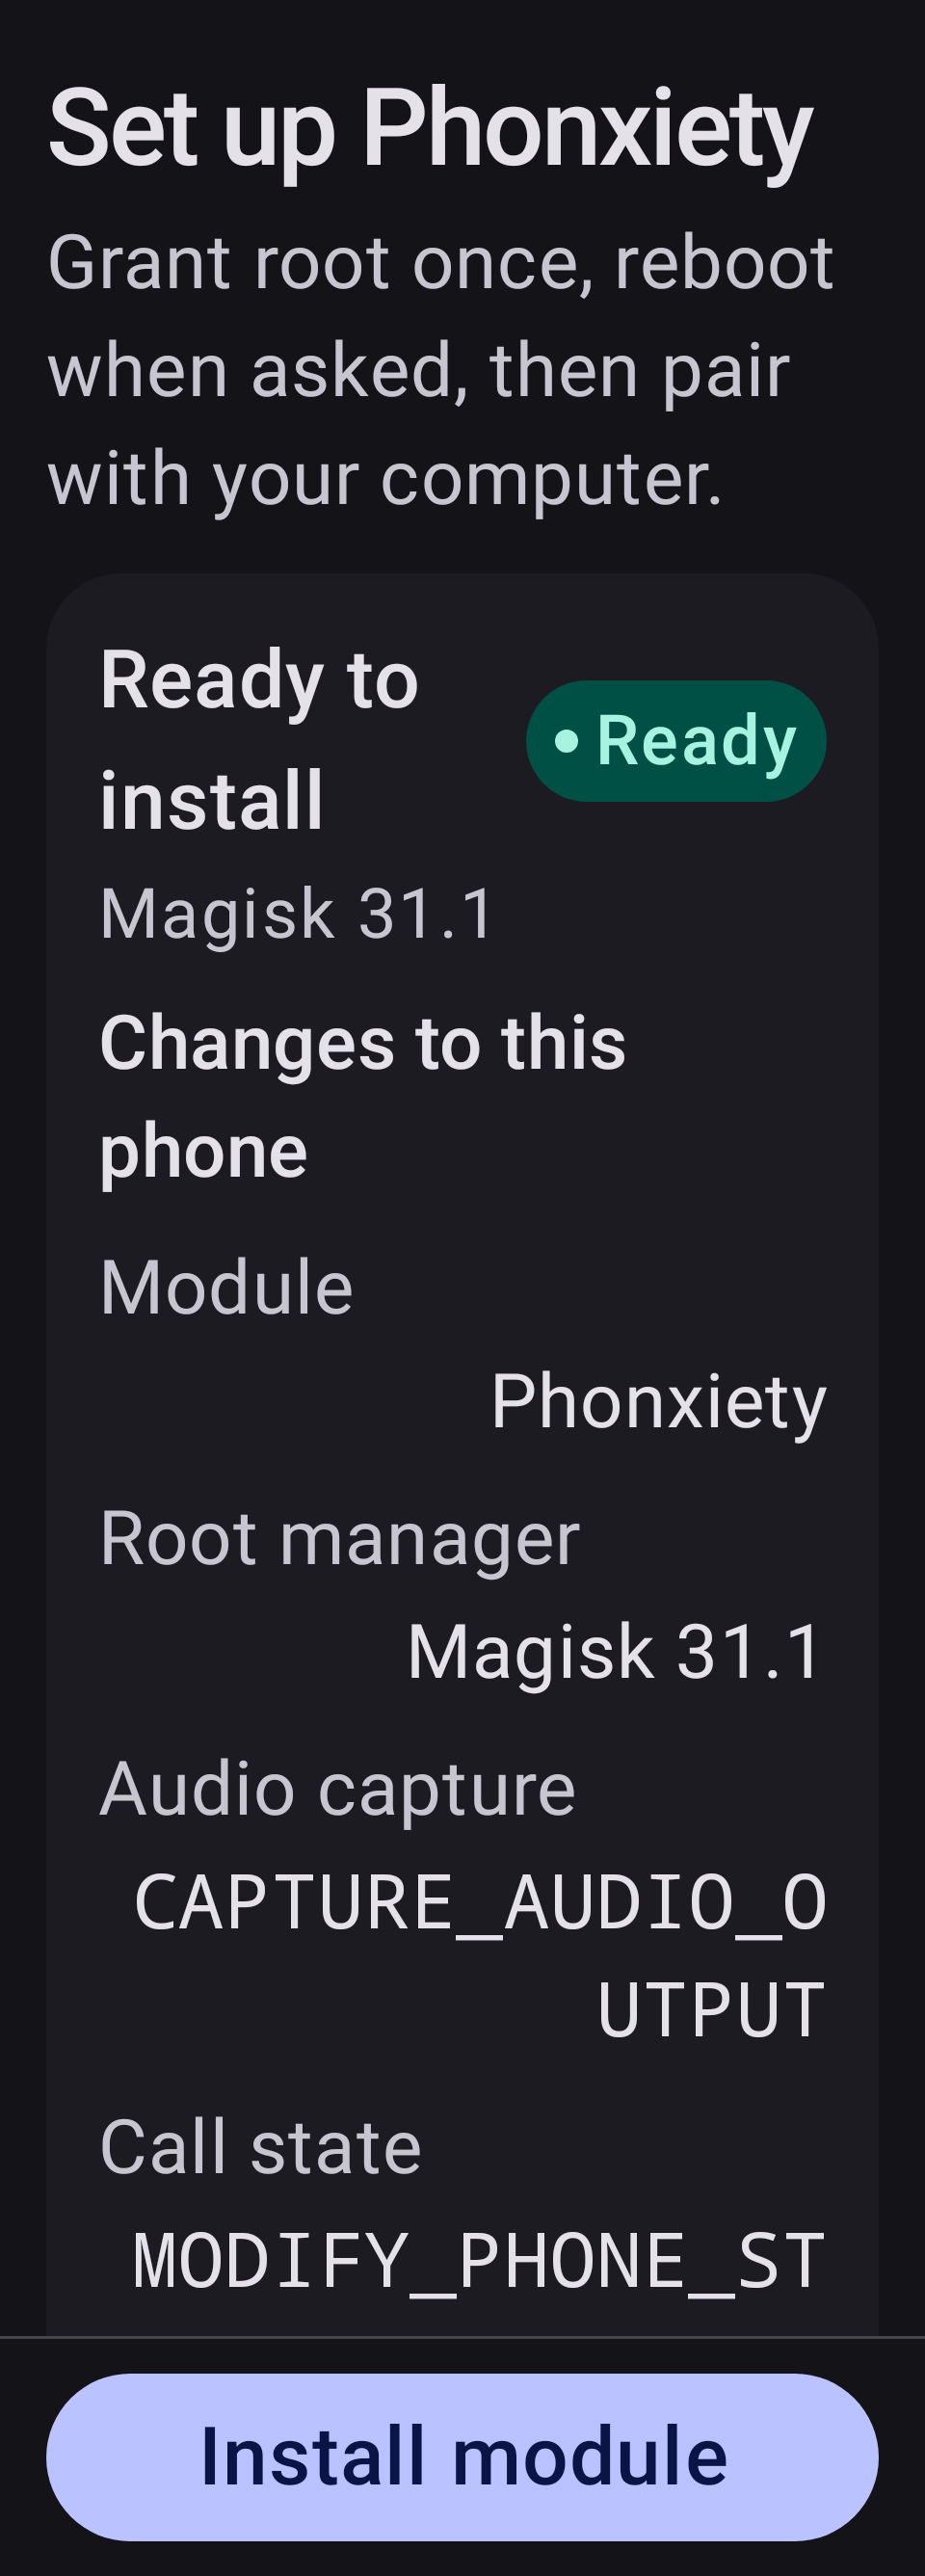 Set up Phonxiety
Grant root once, reboot
when asked, then pair
with your computer.
Ready to
install
Ready
Magisk 31.1
Changes to this
phone
Module
Phonxiety
Root manager
Magisk 31.1
Audio capture
CAPTURE_AUDIO_O
UTPUT
Call state
MODIFY_PHONE_ST
Install module